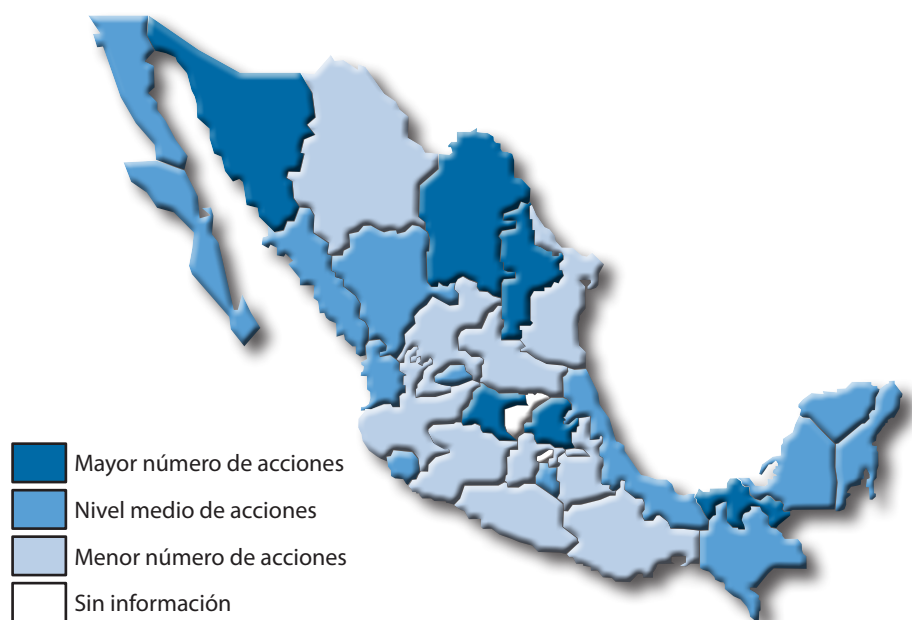 Mayor número de acciones
Nivel medio de acciones
Menor número de acciones
Sin información